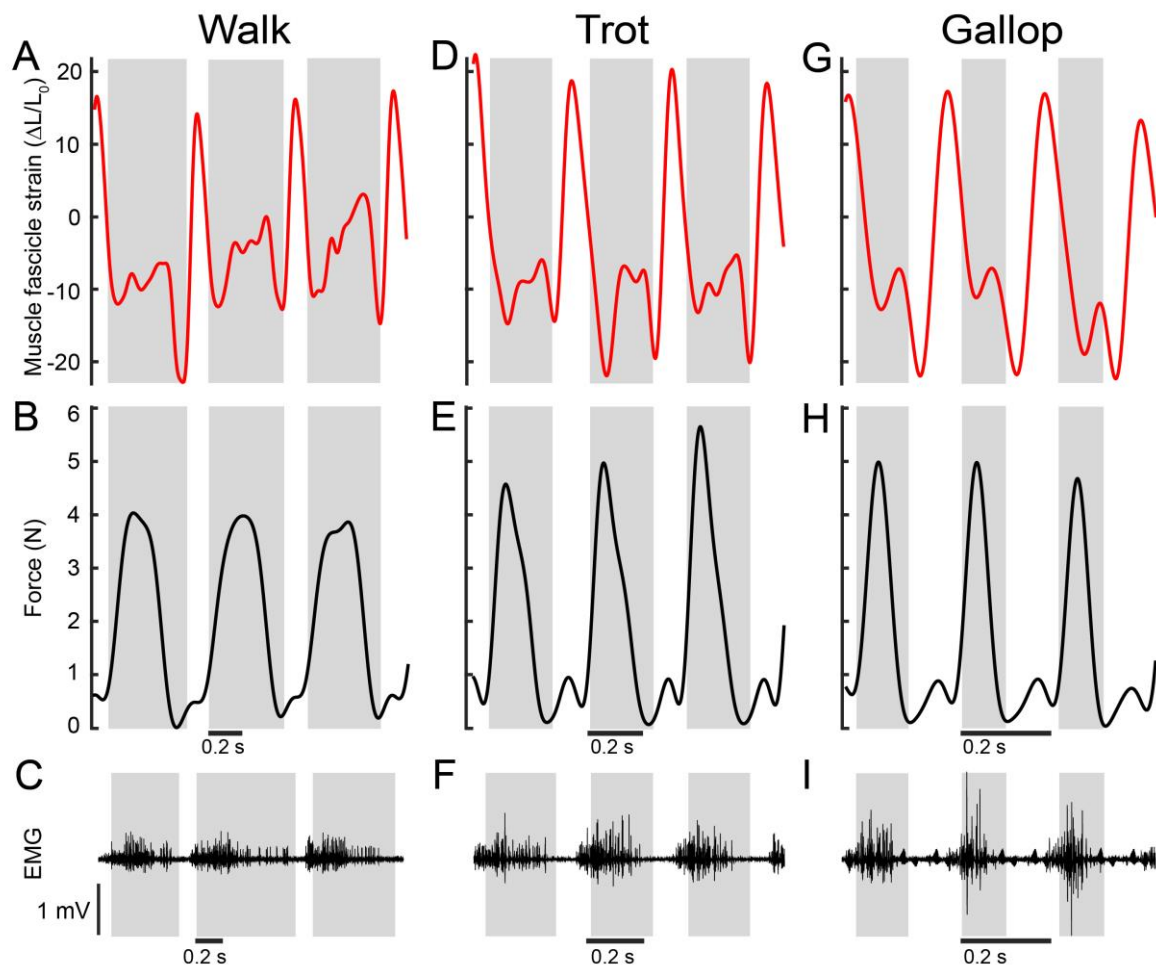 Walk Trot Gallop
A D G
Muscle fascicle strain (ΔL/L₀)
20
10
0
-10
-20
B E H
Force (N)
6
5
4
3
2
1
0
0.2 s 0.2 s 0.2 s
C F I
EMG
1 mV
0.2 s 0.2 s 0.2 s